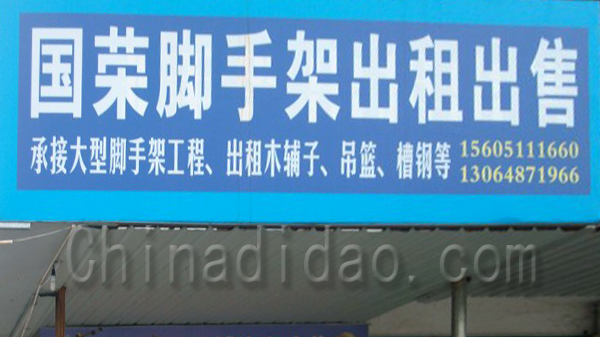 国荣脚手架出租出售
承接大型脚手架工程、出租木辅子、吊篮、槽钢等
15605111660
13064871966
Chinadidao.com